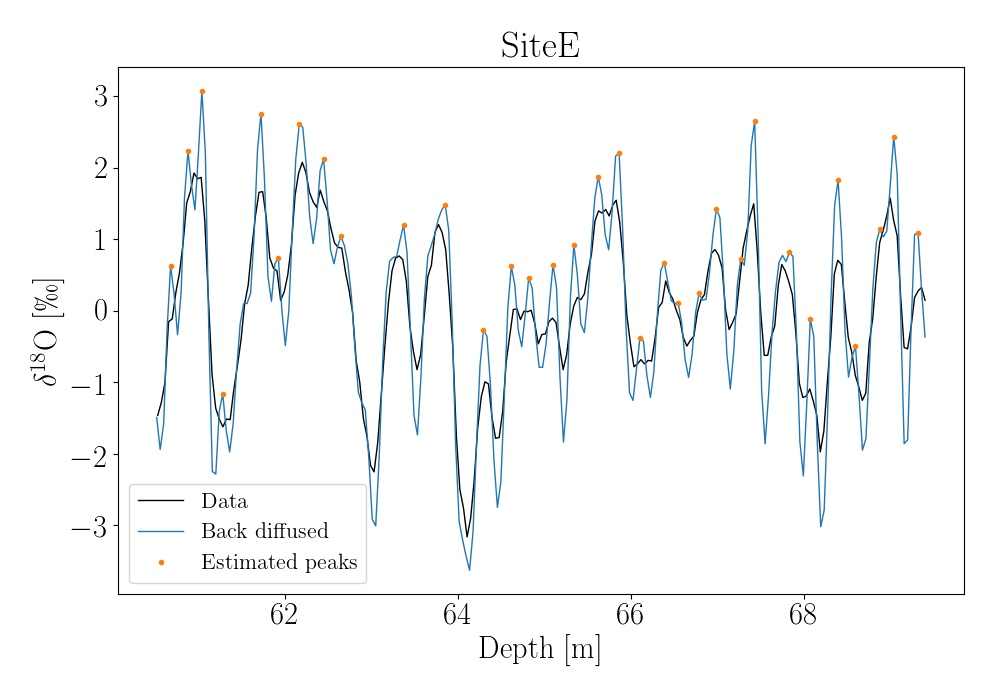 SiteE
3
2
1
0
−1
−2
−3
δ¹⁸O [‰]
Data
Back diffused
Estimated peaks
62 64 66 68
Depth [m]